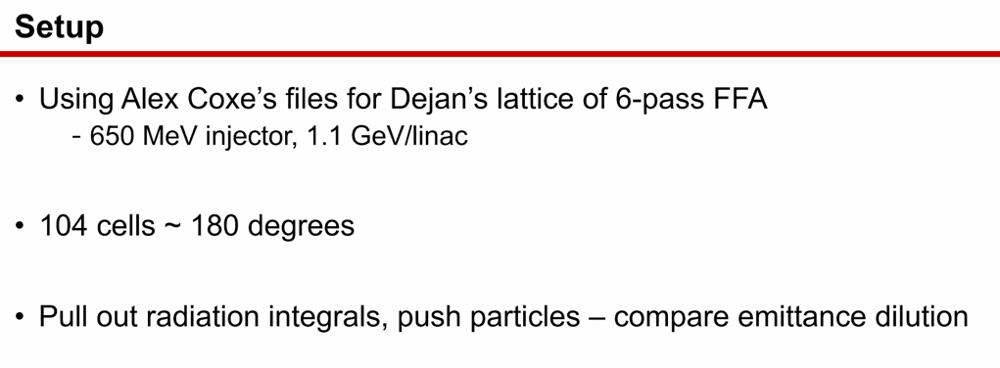 Setup
• Using Alex Coxe's files for Dejan's lattice of 6-pass FFA
- 650 MeV injector, 1.1 GeV/linac
• 104 cells ~ 180 degrees
• Pull out radiation integrals, push particles – compare emittance dilution